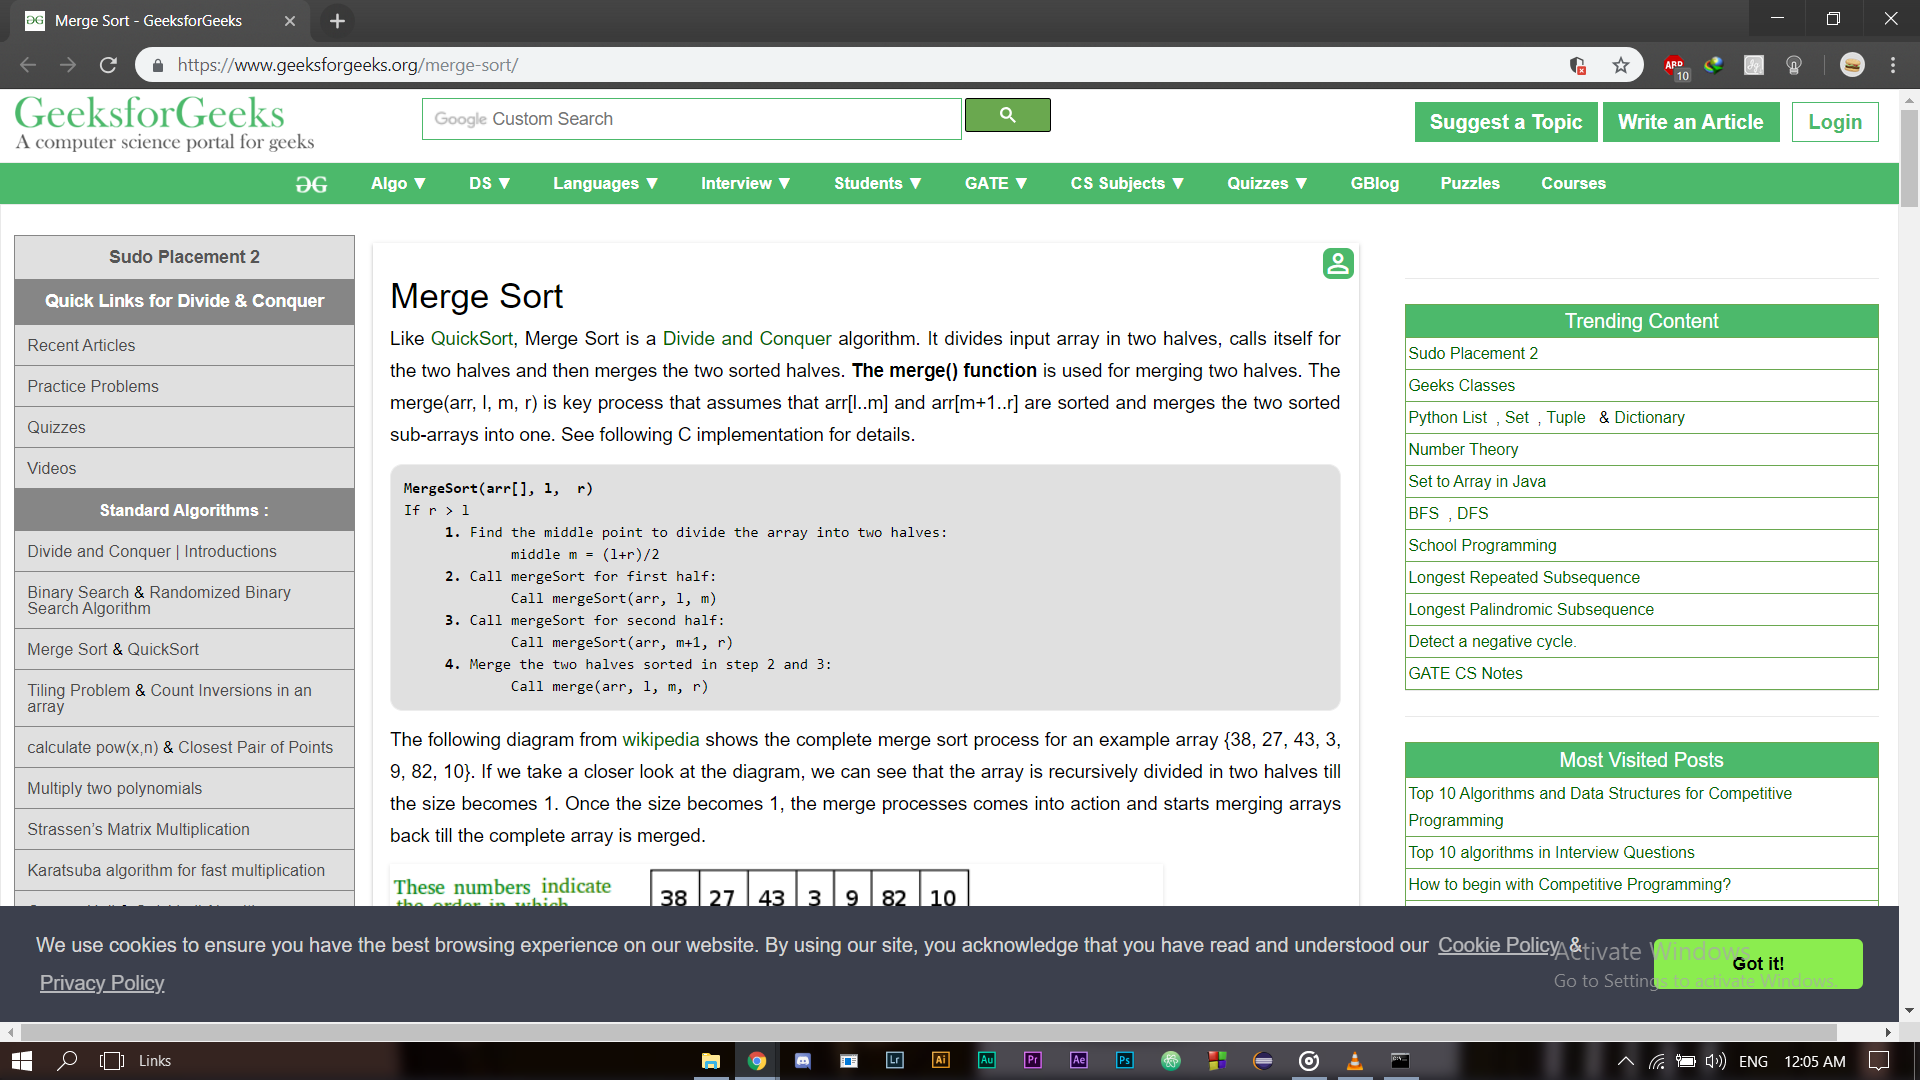 Merge Sort - GeeksforGeeks
https://www.geeksforgeeks.org/merge-sort/
ABP
10
GeeksforGeeks
A computer science portal for geeks
Google Custom Search
Suggest a Topic
Write an Article
Login
Algo ▼
DS ▼
Languages ▼
Interview ▼
Students ▼
GATE ▼
CS Subjects ▼
Quizzes ▼
GBlog
Puzzles
Courses
Sudo Placement 2
Quick Links for Divide & Conquer
Recent Articles
Practice Problems
Quizzes
Videos
Standard Algorithms :
Divide and Conquer | Introductions
Binary Search & Randomized Binary
Search Algorithm
Merge Sort & QuickSort
Tiling Problem & Count Inversions in an
array
calculate pow(x,n) & Closest Pair of Points
Multiply two polynomials
Strassen's Matrix Multiplication
Karatsuba algorithm for fast multiplication
Merge Sort
Like QuickSort, Merge Sort is a Divide and Conquer algorithm. It divides input array in two halves, calls itself for
the two halves and then merges the two sorted halves. The merge() function is used for merging two halves. The
merge(arr, l, m, r) is key process that assumes that arr[l..m] and arr[m+1..r] are sorted and merges the two sorted
sub-arrays into one. See following C implementation for details.
MergeSort(arr[], l,  r)
If r > l
1. Find the middle point to divide the array into two halves:
middle m = (l+r)/2
2. Call mergeSort for first half:
Call mergeSort(arr, l, m)
3. Call mergeSort for second half:
Call mergeSort(arr, m+1, r)
4. Merge the two halves sorted in step 2 and 3:
Call merge(arr, l, m, r)
The following diagram from wikipedia shows the complete merge sort process for an example array {38, 27, 43, 3,
9, 82, 10}. If we take a closer look at the diagram, we can see that the array is recursively divided in two halves till
the size becomes 1. Once the size becomes 1, the merge processes comes into action and starts merging arrays
back till the complete array is merged.
These numbers indicate
the order in which
38 27 43 3 9 82 10
Trending Content
Sudo Placement 2
Geeks Classes
Python List , Set , Tuple & Dictionary
Number Theory
Set to Array in Java
BFS , DFS
School Programming
Longest Repeated Subsequence
Longest Palindromic Subsequence
Detect a negative cycle.
GATE CS Notes
Most Visited Posts
Top 10 Algorithms and Data Structures for Competitive
Programming
Top 10 algorithms in Interview Questions
How to begin with Competitive Programming?
We use cookies to ensure you have the best browsing experience on our website. By using our site, you acknowledge that you have read and understood our Cookie Policy &
Privacy Policy
Got it!
Activate Windows
Go to Settings to activate Windows.
Links
Lr
Ai
Au
Pr
Ae
Ps
ENG
12:05 AM